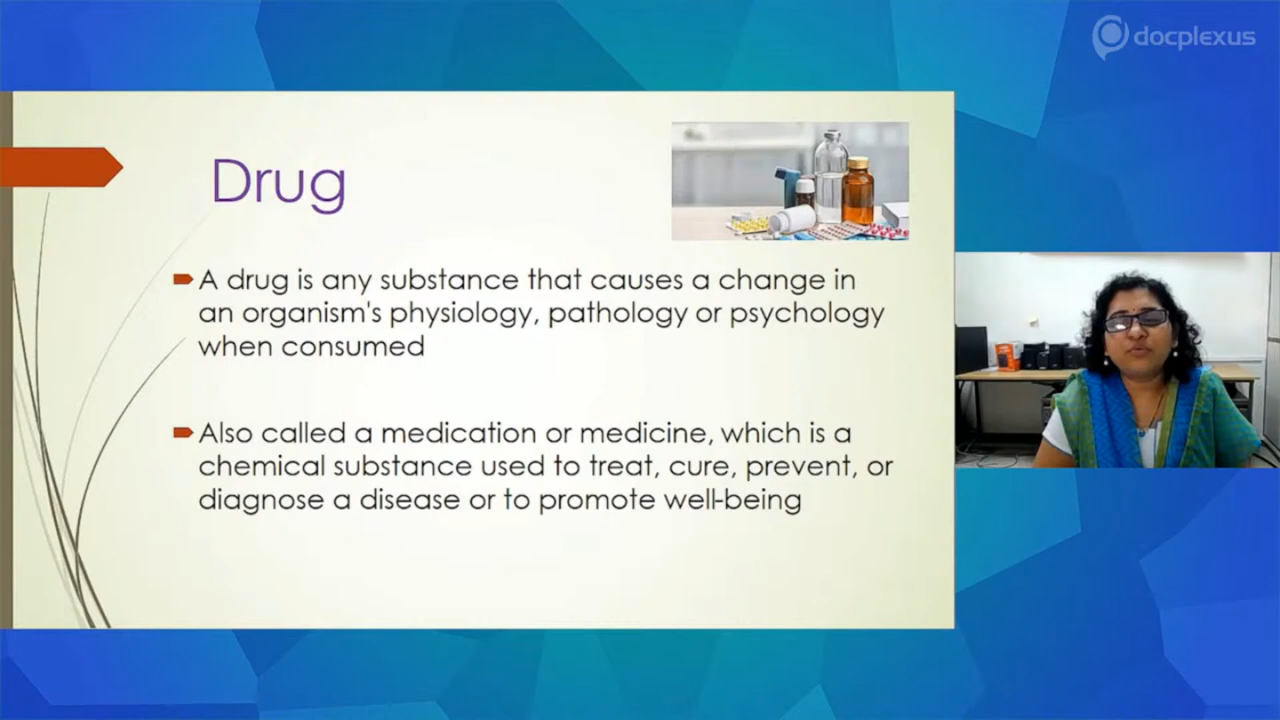 docplexus
Drug
A drug is any substance that causes a change in
an organism's physiology, pathology or psychology
when consumed
Also called a medication or medicine, which is a
chemical substance used to treat, cure, prevent, or
diagnose a disease or to promote well-being